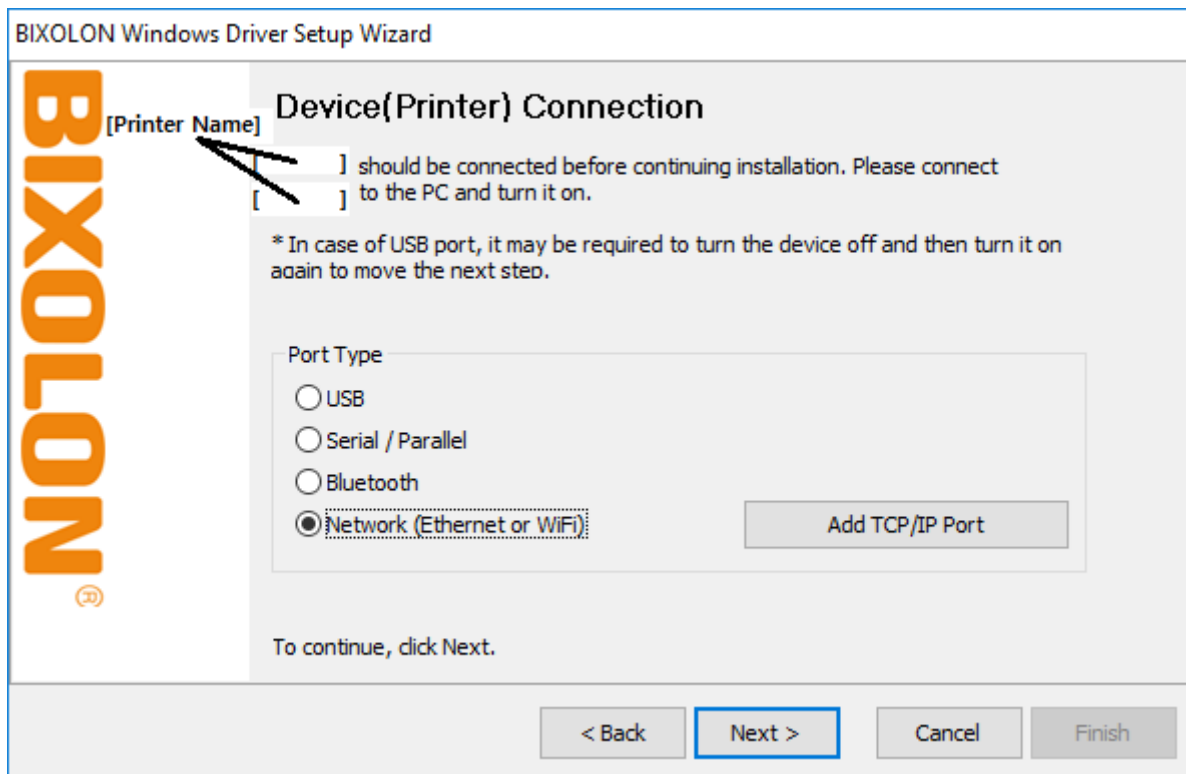 BIXOLON Windows Driver Setup Wizard
BIXOLON®
[Printer Name]
Device(Printer) Connection
[ ] should be connected before continuing installation. Please connect
[ ] to the PC and turn it on.
* In case of USB port, it may be required to turn the device off and then turn it on
again to move the next step.
Port Type
USB
Serial / Parallel
Bluetooth
Network (Ethernet or WiFi)
Add TCP/IP Port
To continue, click Next.
< Back
Next >
Cancel
Finish